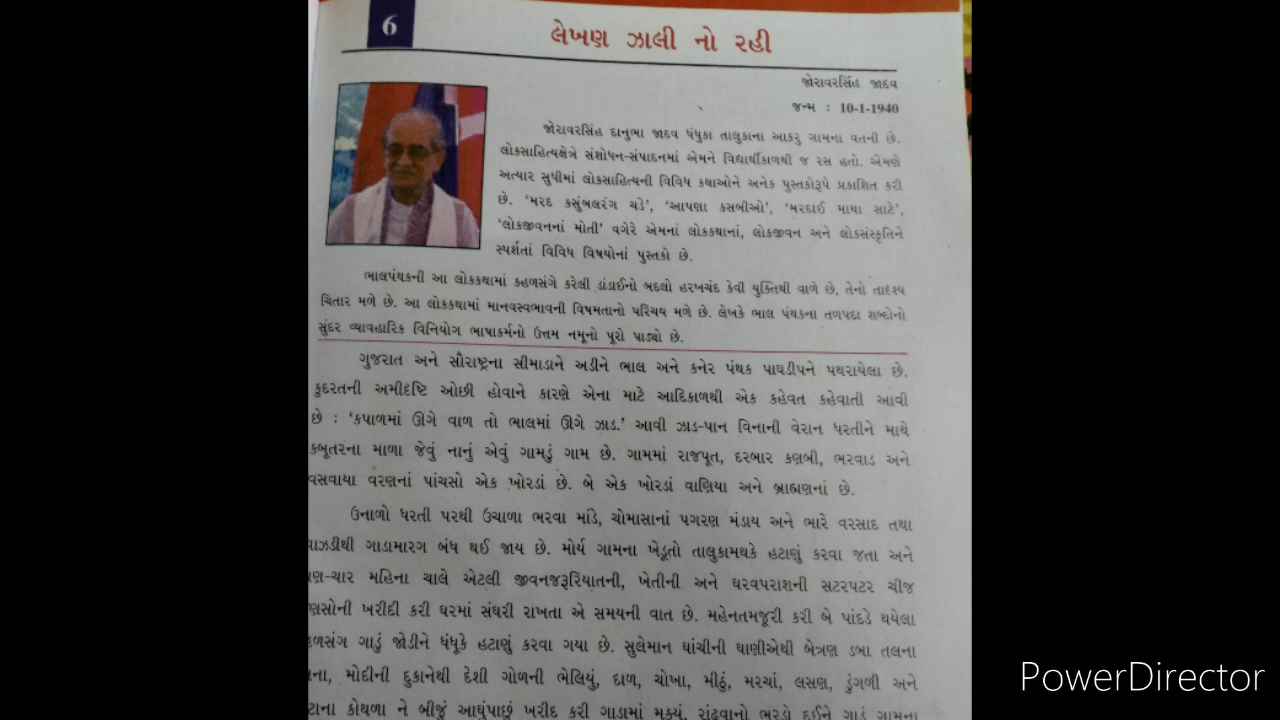 6
લેખણ ઝાલી નો રહી
જોરાવરસિંહ જાદવ
જન્મ : 10-1-1940
જોરાવરસિંહ દાનુભા જાદવ ધંધુકા તાલુકાના આકરુ ગામના વતની છે.
લોકસાહિત્યક્ષેત્રે સંશોધન-સંપાદનમાં એમને વિદ્યાર્થીકાળથી જ રસ હતો. એમણે
અત્યાર સુધીમાં લોકસાહિત્યની વિવિધ કથાઓને અનેક પુસ્તકોરૂપે પ્રકાશિત કરી
છે. 'મરદ કસુંબલરંગ ચડે', 'આપણા કસબીઓ', 'મરદાઈ માથા સાટે',
'લોકજીવનનાં મોતી' વગેરે એમનાં લોકકથાનાં, લોકજીવન અને લોકસંસ્કૃતિને
સ્પર્શતાં વિવિધ વિષયોનાં પુસ્તકો છે.
ભાલપંથકની આ લોકકથામાં કહળસંગે કરેલી ડાંડાઈનો બદલો હરખચંદ કેવી યુક્તિથી વાળે છે, તેનો તાદૃશ્ય
ચિતાર મળે છે. આ લોકકથામાં માનવસ્વભાવની વિષમતાનો પરિચય મળે છે. લેખકે ભાલ પંથકના તળપદા શબ્દોનો
સુંદર વ્યાવહારિક વિનિયોગ ભાષાકર્મનો ઉત્તમ નમૂનો પૂરો પાડ્યો છે.
ગુજરાત અને સૌરાષ્ટ્રના સીમાડાને અડીને ભાલ અને કનેર પંથક પાઘડીપને પથરાયેલા છે.
કુદરતની અમીદૃષ્ટિ ઓછી હોવાને કારણે એના માટે આદિકાળથી એક કહેવત કહેવાતી આવી
છે : 'કપાળમાં ઊગે વાળ તો ભાલમાં ઊગે ઝાડ.' આવી ઝાડ-પાન વિનાની વેરાન ધરતીને માથે
કબૂતરના માળા જેવું નાનું એવું ગામડું ગામ છે. ગામમાં રાજપૂત, દરબાર કણબી, ભરવાડ અને
વસવાયા વરણનાં પાંચસો એક ખોરડાં છે. બે એક ખોરડાં વાણિયા અને બ્રાહ્મણનાં છે.
ઉનાળો ધરતી પરથી ઉચાળા ભરવા માંડે, ચોમાસાનાં પગરણ મંડાય અને ભારે વરસાદ તથા
વાઝડીથી ગાડામારગ બંધ થઈ જાય છે. મોર્ય ગામના ખેડૂતો તાલુકામથકે હટાણું કરવા જતા અને
ણ-ચાર મહિના ચાલે એટલી જીવનજરૂરિયાતની, ખેતીની અને ઘરવપરાશની સટરપટર ચીજ
ણસોની ખરીદી કરી ઘરમાં સંઘરી રાખતા એ સમયની વાત છે. મહેનતમજૂરી કરી બે પાંદડે થયેલા
હળસંગ ગાડું જોડીને ધંધૂકે હટાણું કરવા ગયા છે. સુલેમાન ઘાંચીની ઘાણીએથી બેત્રણ ડબા તલના
ના, મોદીની દુકાનેથી દેશી ગોળની ભેલિયું, દાળ, ચોખા, મીઠું, મરચાં, લસણ, ડુંગળી અને
ટાના કોથળા ને બીજું આઘુંપાછું ખરીદ કરી ગાડામાં મૂક્યું. રાંઢવાનો ભરડો દઈને ગાડું ગામના
PowerDirector